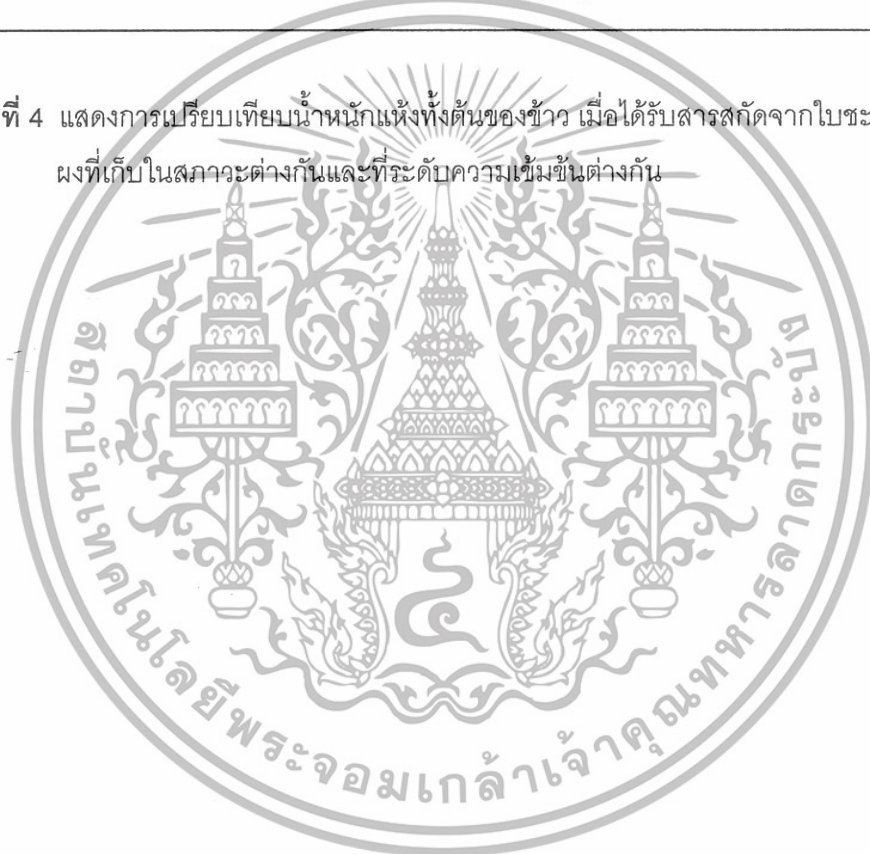 ที่ 4 แสดงการเปรียบเทียบน้ำหนักแห้งทั้งต้นของข้าว เมื่อได้รับสารสกัดจากใบชะ
ผงที่เก็บในสภาวะต่างกันและที่ระดับความเข้มข้นต่างกัน
สถาบันเทคโนโลยีพระจอมเกล้าเจ้าคุณทหารลาดกระบัง
๔